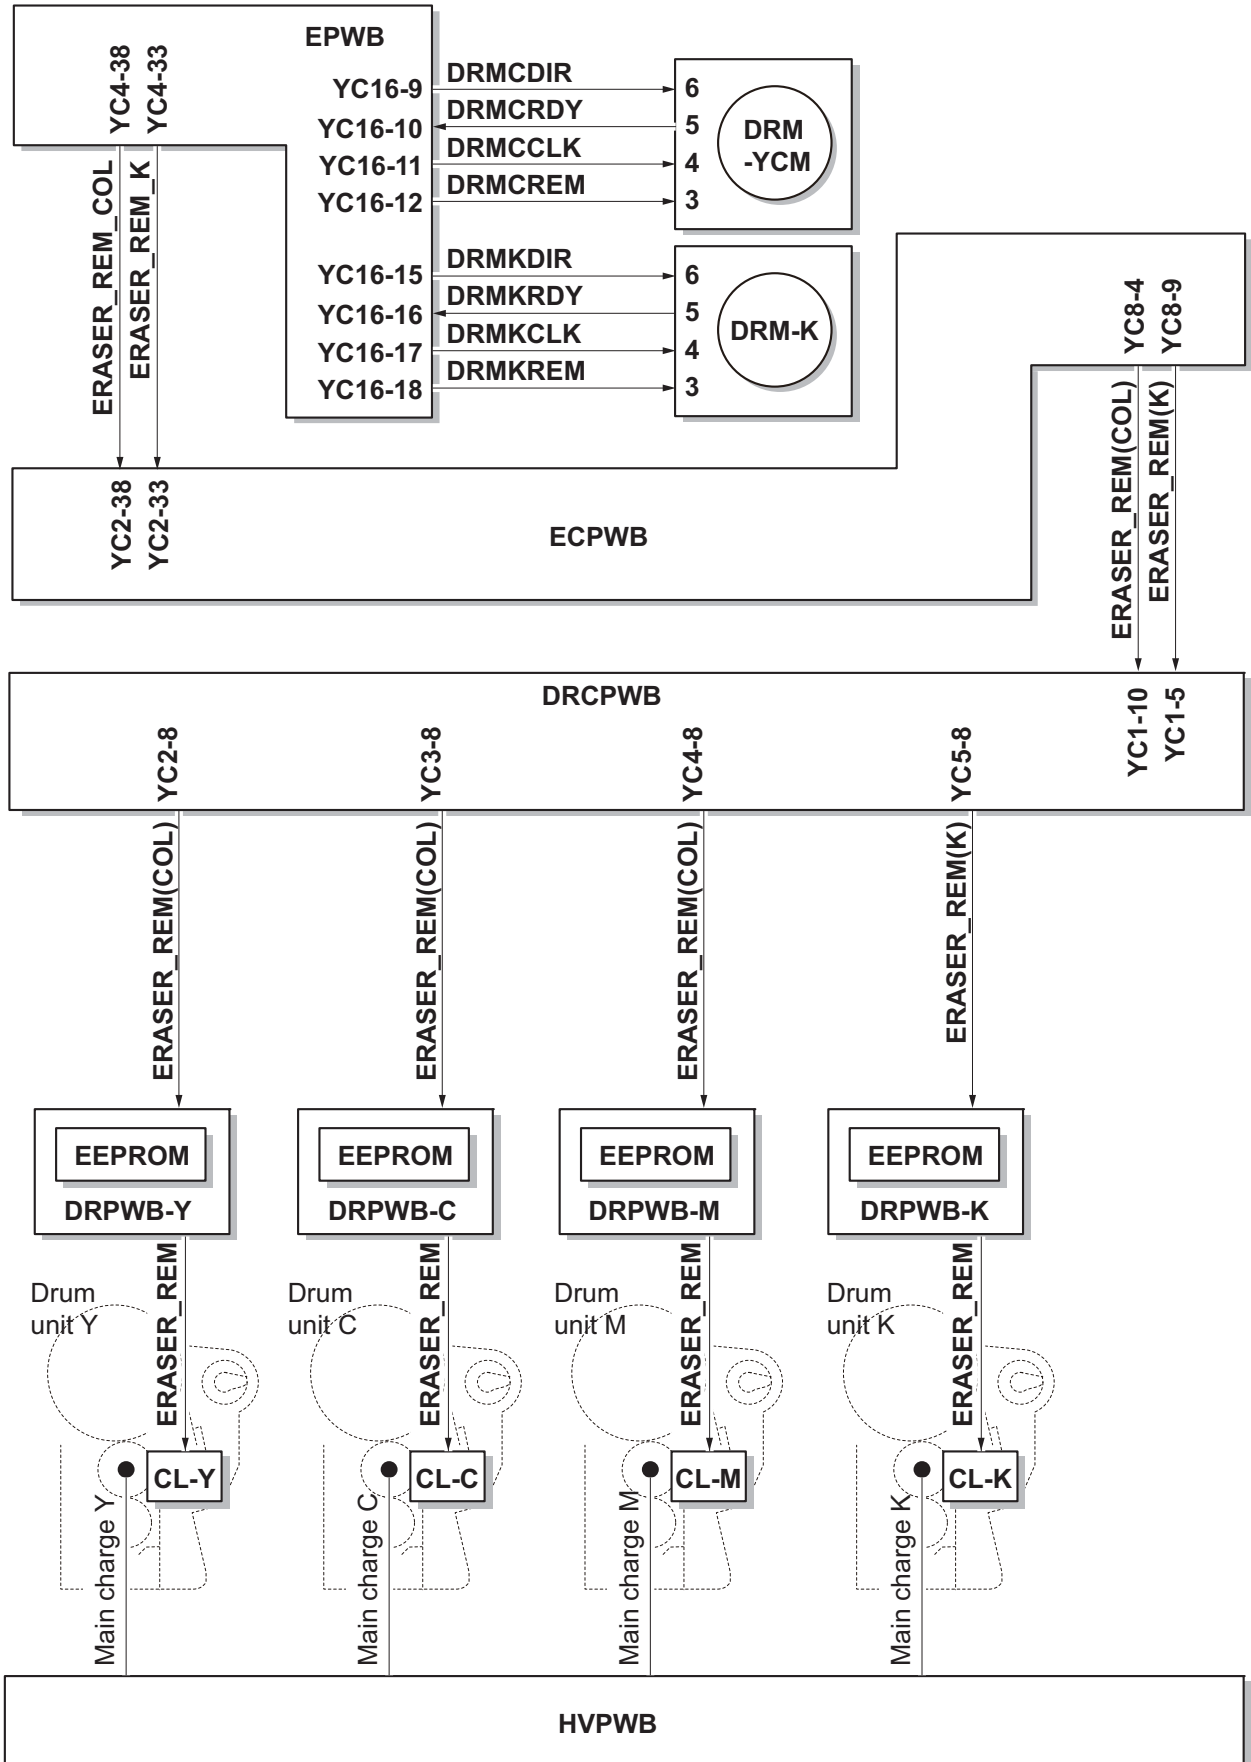 EPWB
YC4-38
YC4-33
YC16-9
DRMCDIR
6
YC16-10
DRMCRDY
5
YC16-11
DRMCCLK
4
YC16-12
DRMCREM
3
DRM
-YCM
YC16-15
DRMKDIR
6
YC16-16
DRMKRDY
5
YC16-17
DRMKCLK
4
YC16-18
DRMKREM
3
DRM-K
ERASER_REM_COL
ERASER_REM_K
YC8-4
YC8-9
YC2-38
YC2-33
ECPWB
ERASER_REM(COL)
ERASER_REM(K)
DRCPWB
YC1-10
YC1-5
YC2-8
YC3-8
YC4-8
YC5-8
ERASER_REM(COL)
ERASER_REM(COL)
ERASER_REM(COL)
ERASER_REM(K)
EEPROM
DRPWB-Y
EEPROM
DRPWB-C
EEPROM
DRPWB-M
EEPROM
DRPWB-K
Drum
unit Y
ERASER_REM
Drum
unit C
ERASER_REM
Drum
unit M
ERASER_REM
Drum
unit K
ERASER_REM
CL-Y
CL-C
CL-M
CL-K
Main charge Y
Main charge C
Main charge M
Main charge K
HVPWB